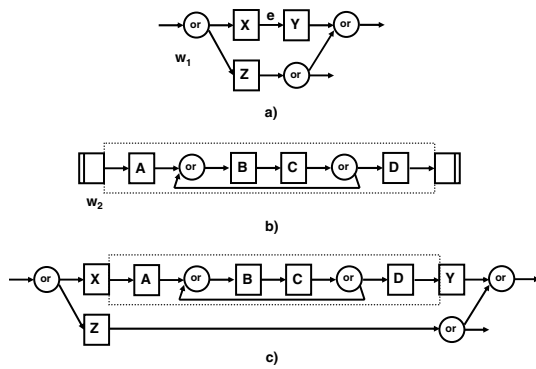 e
or X Y or
w1
Z or
a)
A or B C or D
w2
b)
or X A or B C or D Y or
Z or
c)